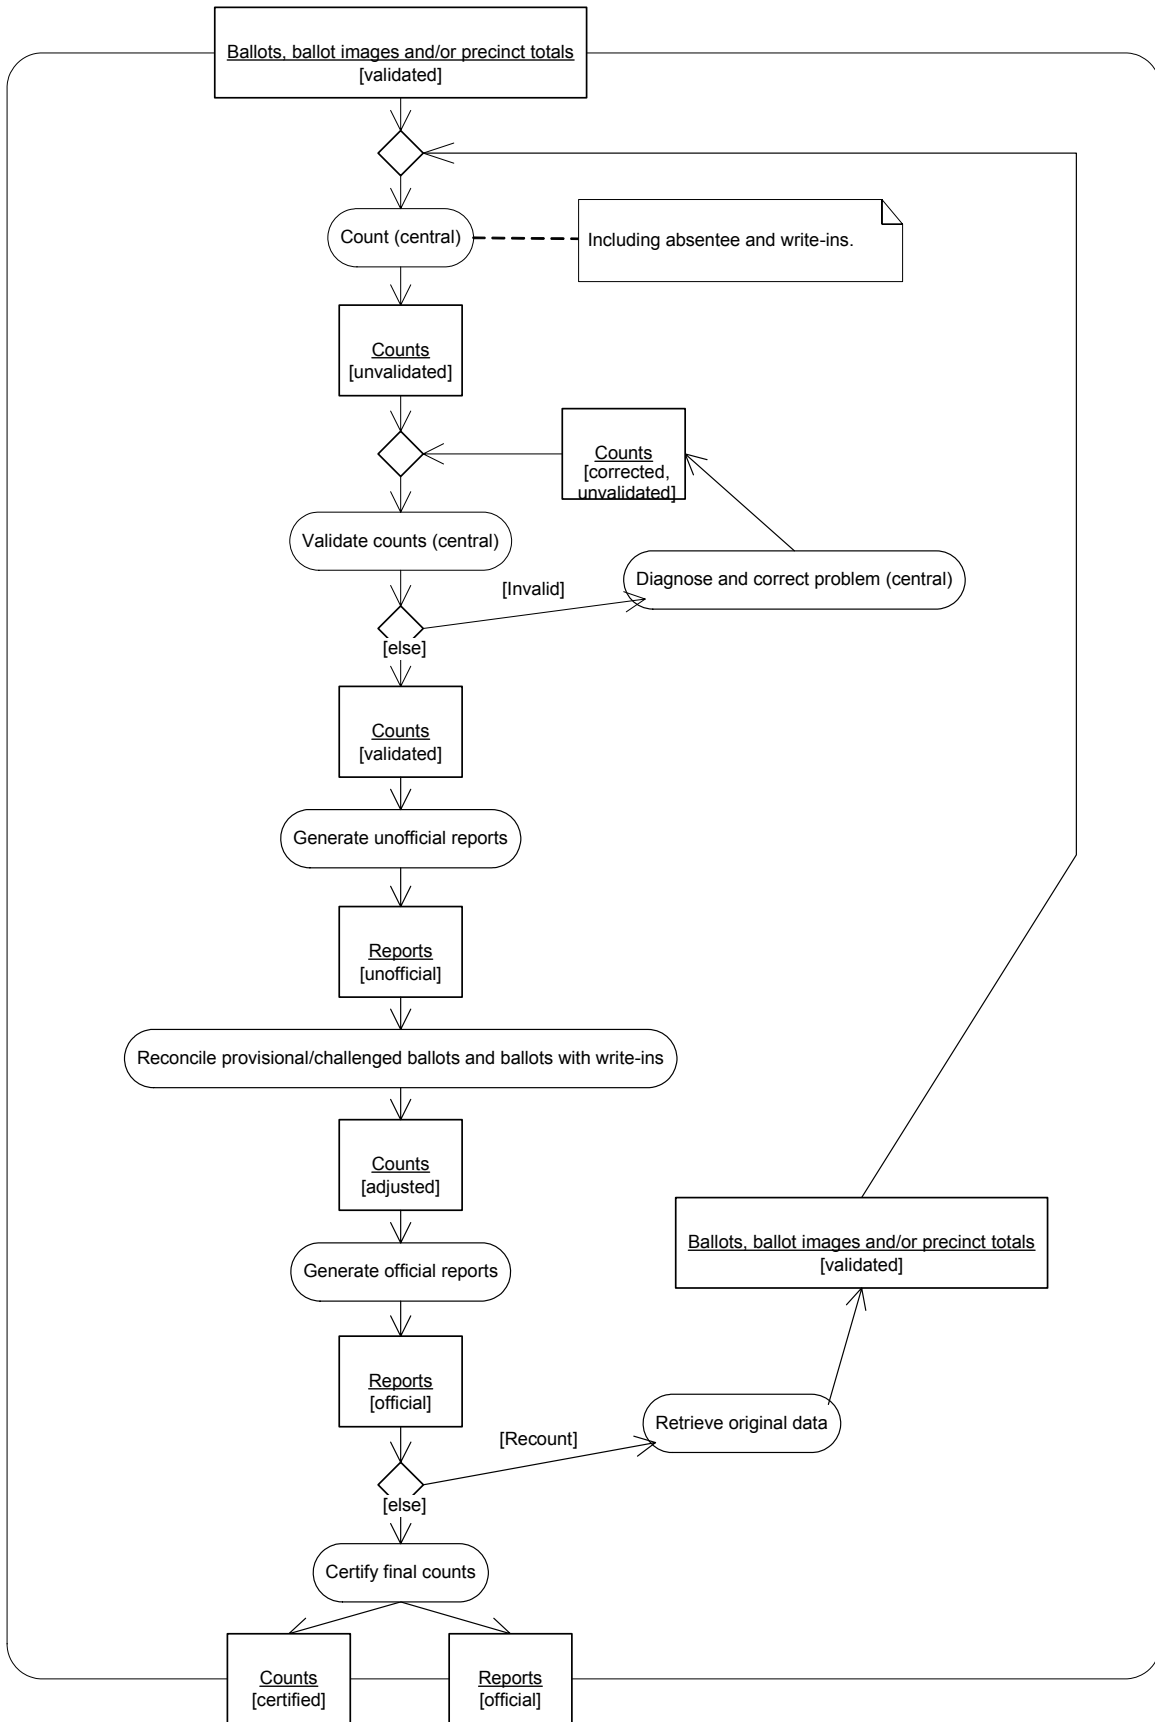 Ballots, ballot images and/or precinct totals
[validated]
Count (central)
Including absentee and write-ins.
Counts
[unvalidated]
Counts
[corrected,
unvalidated]
Validate counts (central)
Diagnose and correct problem (central)
[Invalid]
[else]
Counts
[validated]
Generate unofficial reports
Reports
[unofficial]
Reconcile provisional/challenged ballots and ballots with write-ins
Counts
[adjusted]
Ballots, ballot images and/or precinct totals
[validated]
Generate official reports
Reports
[official]
Retrieve original data
[Recount]
[else]
Certify final counts
Counts
[certified]
Reports
[official]